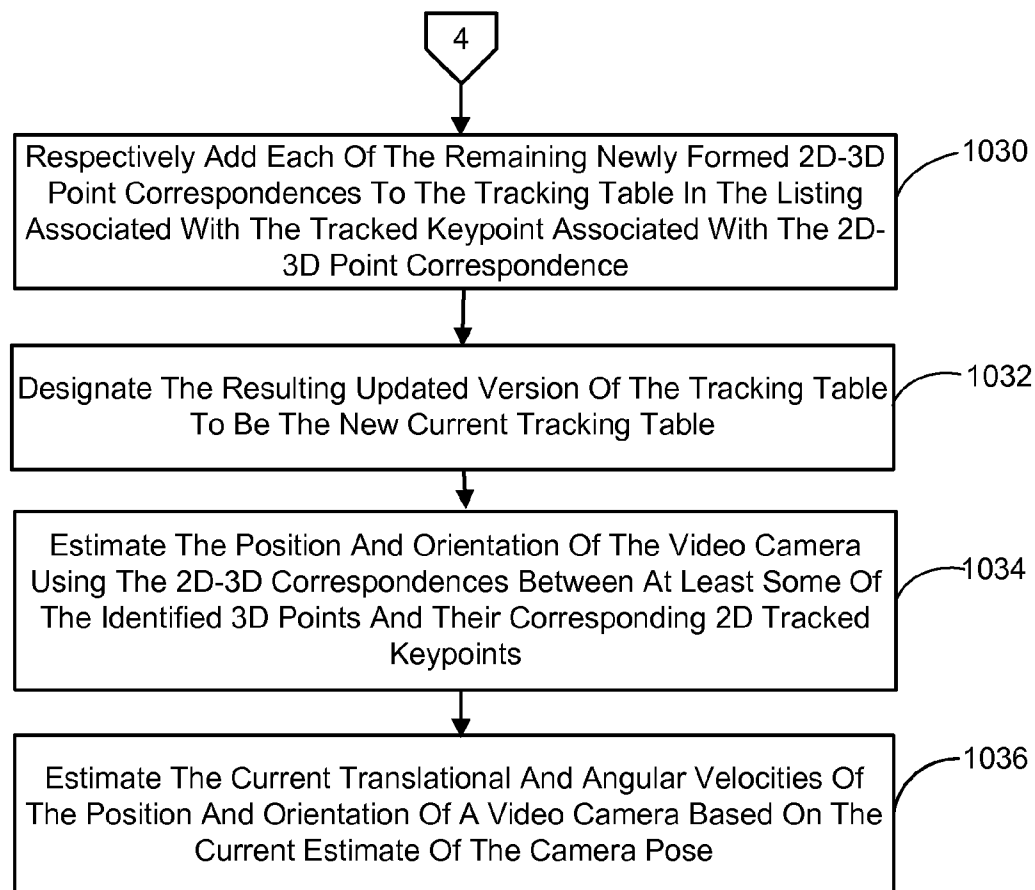 4
Respectively Add Each Of The Remaining Newly Formed 2D-3D
Point Correspondences To The Tracking Table In The Listing
Associated With The Tracked Keypoint Associated With The 2D-
3D Point Correspondence
1030
Designate The Resulting Updated Version Of The Tracking Table
To Be The New Current Tracking Table
1032
Estimate The Position And Orientation Of The Video Camera
Using The 2D-3D Correspondences Between At Least Some Of
The Identified 3D Points And Their Corresponding 2D Tracked
Keypoints
1034
Estimate The Current Translational And Angular Velocities Of
The Position And Orientation Of A Video Camera Based On The
Current Estimate Of The Camera Pose
1036